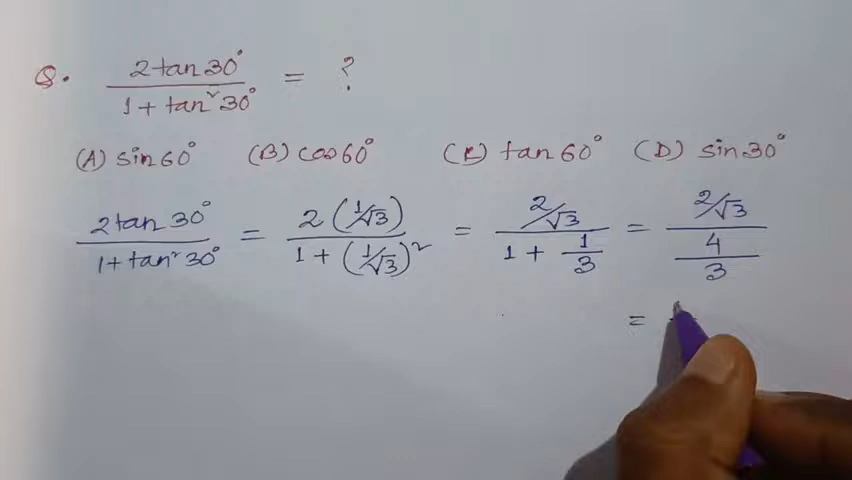 Q. 2tan30° / 1 + tan²30° = ?
(A) sin60° (B) cos60° (C) tan60° (D) sin30°
2tan30° / 1+tan²30° = 2(1/√3) / 1 + (1/√3)² = 2/√3 / 1 + 1/3 = 2/√3 / 4/3
=